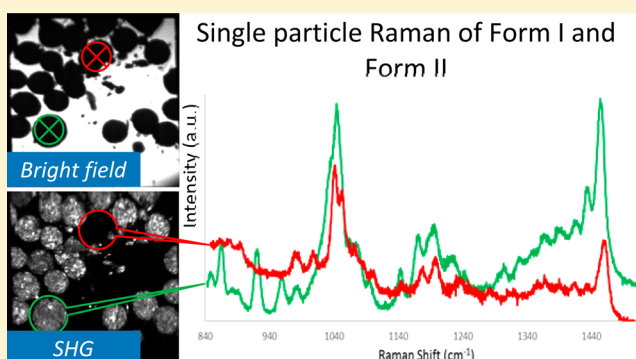 Single particle Raman of Form I and
Form II
Bright field
SHG
Intensity (a.u.)
840 940 1040 1140 1240 1340 1440
Raman Shift (cm⁻¹)